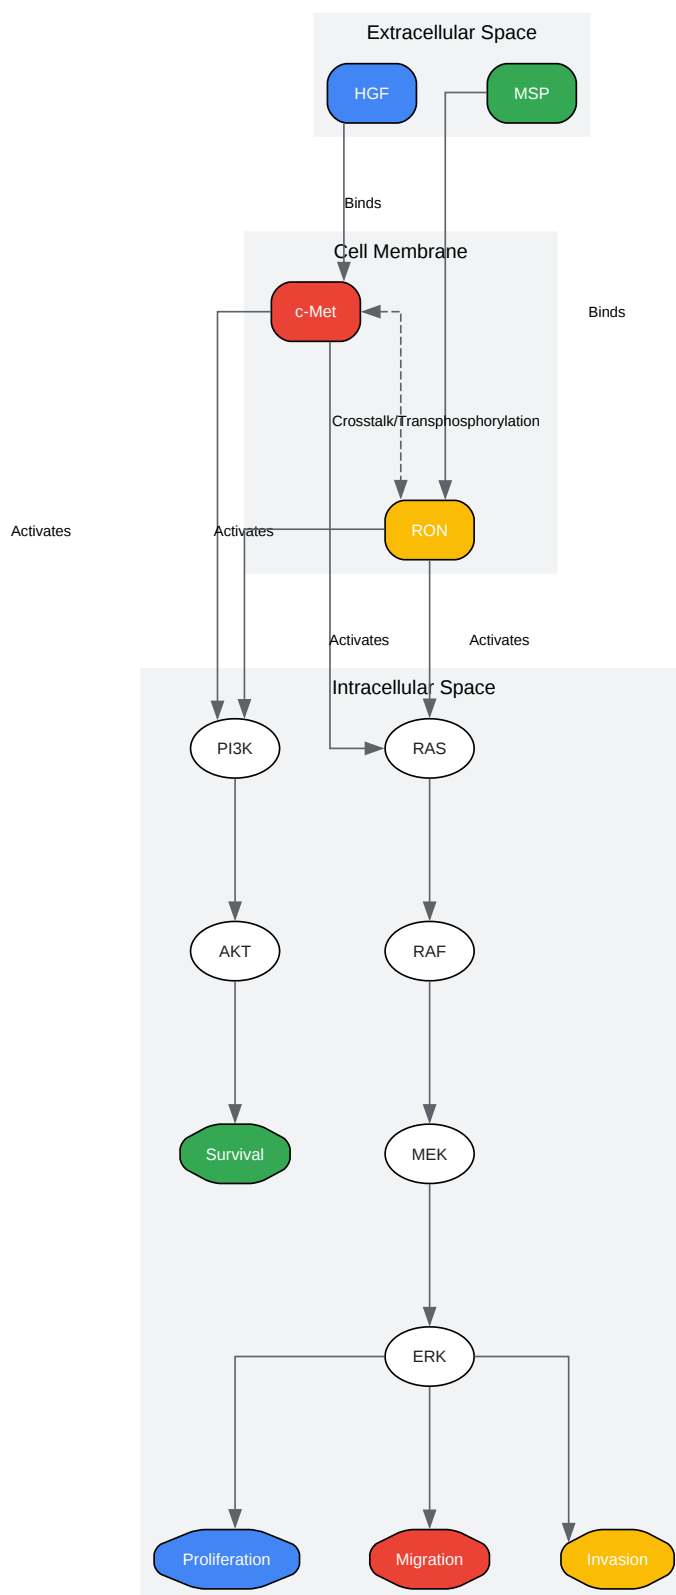 Extracellular Space
HGF
MSP
Binds
Cell Membrane
c-Met
Binds
Crosstalk/Transphosphorylation
Activates
Activates
RON
Activates
Activates
Intracellular Space
PI3K
RAS
AKT
RAF
Survival
MEK
ERK
Proliferation
Migration
Invasion